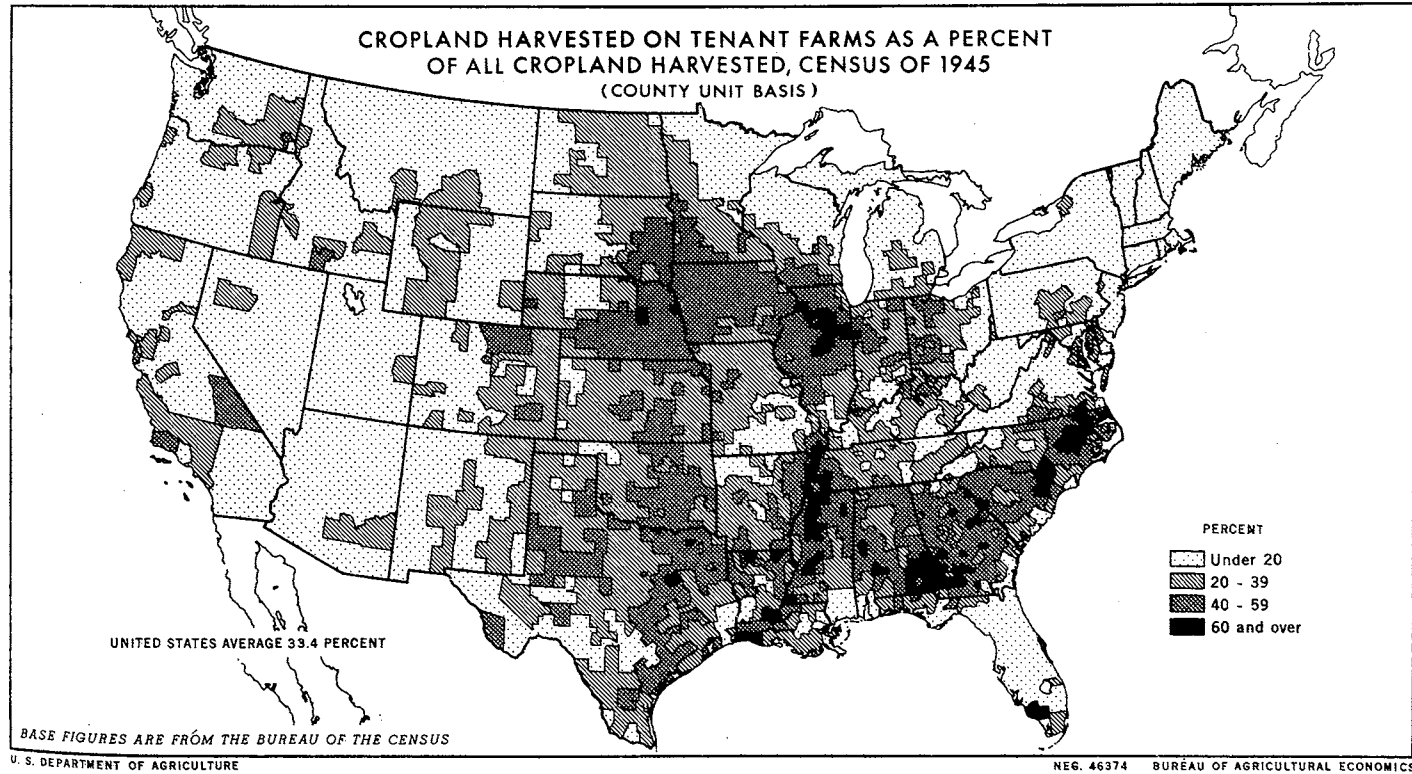 CROPLAND HARVESTED ON TENANT FARMS AS A PERCENT
OF ALL CROPLAND HARVESTED, CENSUS OF 1945
(COUNTY UNIT BASIS)
PERCENT
Under 20
20 - 39
40 - 59
60 and over
UNITED STATES AVERAGE 33.4 PERCENT
BASE FIGURES ARE FROM THE BUREAU OF THE CENSUS
U. S. DEPARTMENT OF AGRICULTURE
NEG. 46374 BUREAU OF AGRICULTURAL ECONOMICS